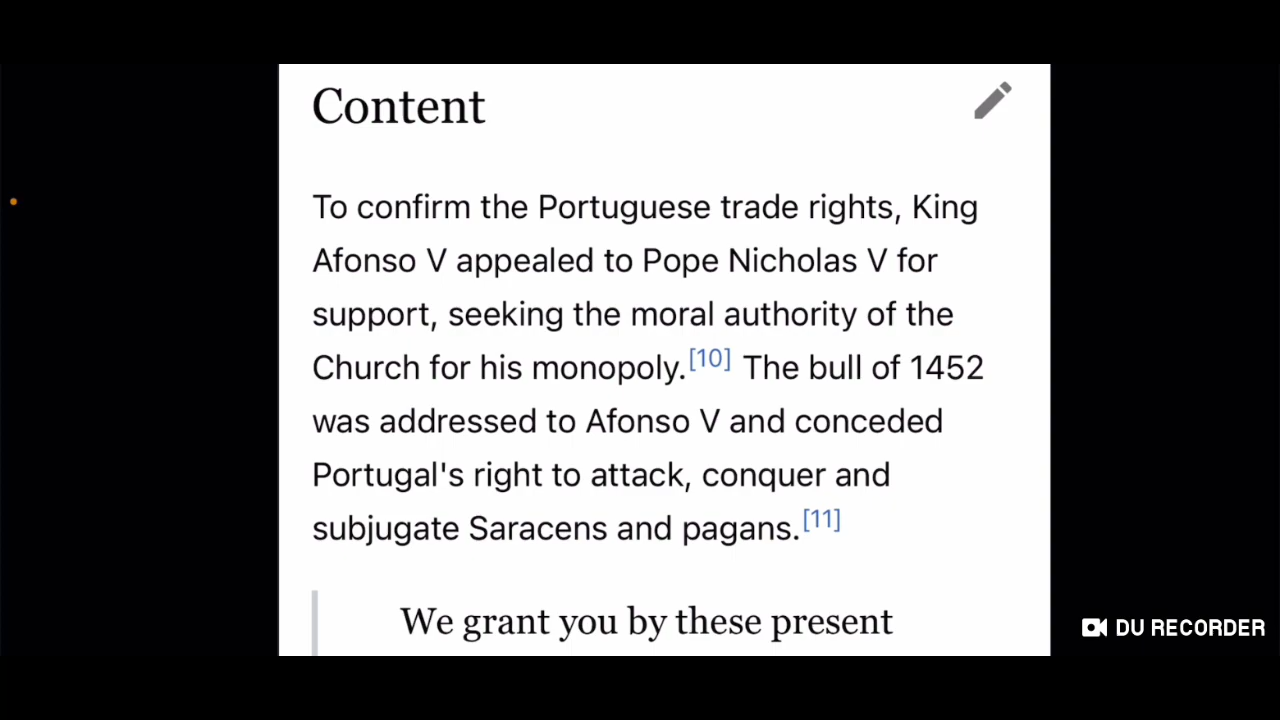 Content
To confirm the Portuguese trade rights, King
Afonso V appealed to Pope Nicholas V for
support, seeking the moral authority of the
Church for his monopoly.[10] The bull of 1452
was addressed to Afonso V and conceded
Portugal's right to attack, conquer and
subjugate Saracens and pagans.[11]
We grant you by these present
DU RECORDER